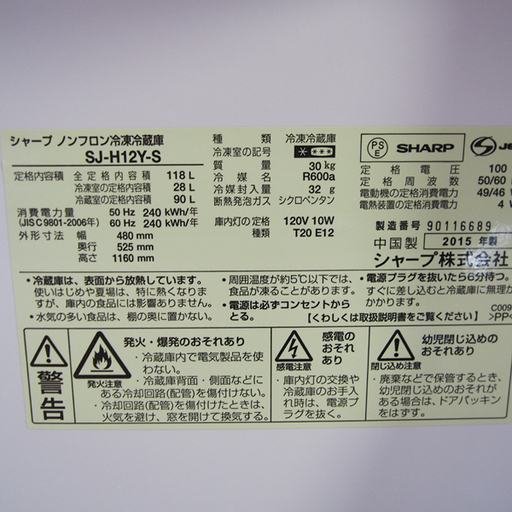 シャープ ノンフロン冷凍冷蔵庫
SJ-H12Y-S
定格内容積 全定格内容積 118 L
冷凍室の定格内容積 28 L
冷蔵室の定格内容積 90 L
消費電力量 50 Hz 240 kWh/年
(JISC9801-2006年) 60 Hz 240 kWh/年
外形寸法 幅 480 mm
奥行 525 mm
高さ 1160 mm
種類 冷凍冷蔵庫
冷凍室の記号
質量 30 kg
冷媒 R600a
冷媒封入量 32 g
断熱発泡ガス シクロペンタン
庫内灯の定格 120V 10W
T20 E12
PS
E
SHARP
定格電圧 100
定格周波数 50/60
電動機の定格消費電力 49/46
電熱装置の定格消費電力 4
製造番号 90116689
中国製 2015 年製
シャープ株式会社
C009
・冷蔵庫は、表面から放熱しています。
使いはじめや夏場は、特に熱くなりま
すが、庫内の食品には影響ありません。
・水気の多い食品は、棚の奥に置かない。
・周囲温度が約5℃以下では、
食品が凍ることがあります。
・電源は必ずコンセントから
とる。
・電源プラグを抜いたら5分待つ。
すぐに差し込むと冷蔵庫に無理が
かかります。
【くわしくは取扱説明書をご覧ください】
>PP<
警告
発火・爆発のおそれあり
発火注意
・冷蔵庫内で電気製品を使
わない。
・冷蔵庫背面・側面などに
ある冷却回路(配管)を傷付けない。
・冷却回路(配管)を傷付けたときは、
火気を避け、窓を開けて換気する。
感電の
おそれ
あり
感電注意
・庫内灯の交換や
冷蔵庫のお手入
れ時は、電源プ
ラグを抜く。
幼児閉じ込めの
おそれあり
閉じ込め注意
・廃棄などで保管するとき、
幼児閉じ込めのおそれが
ある場合は、ドアパッキン
をはずす。